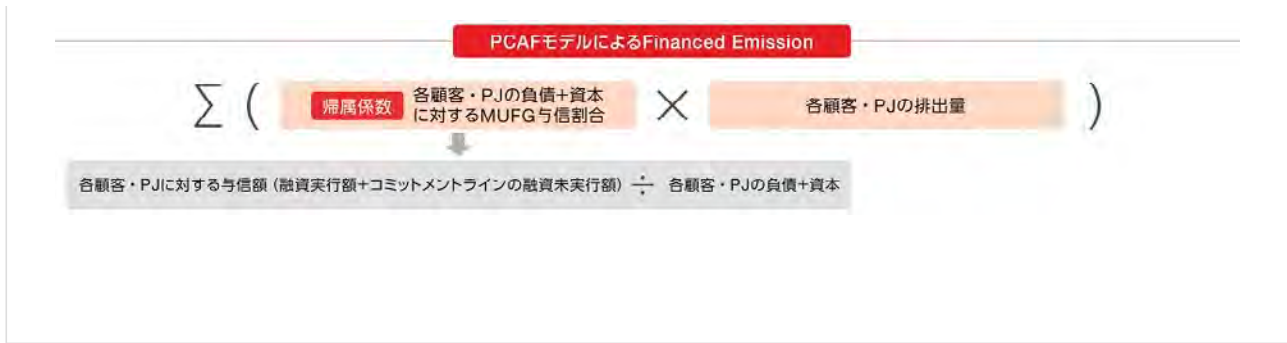 PCAFモデルによるFinanced Emission
∑ ( 帰属係数 各顧客・PJの負債+資本 × 各顧客・PJの排出量 )
に対するMUFG与信割合
各顧客・PJに対する与信額 (融資実行額+コミットメントラインの融資未実行額) ÷ 各顧客・PJの負債+資本